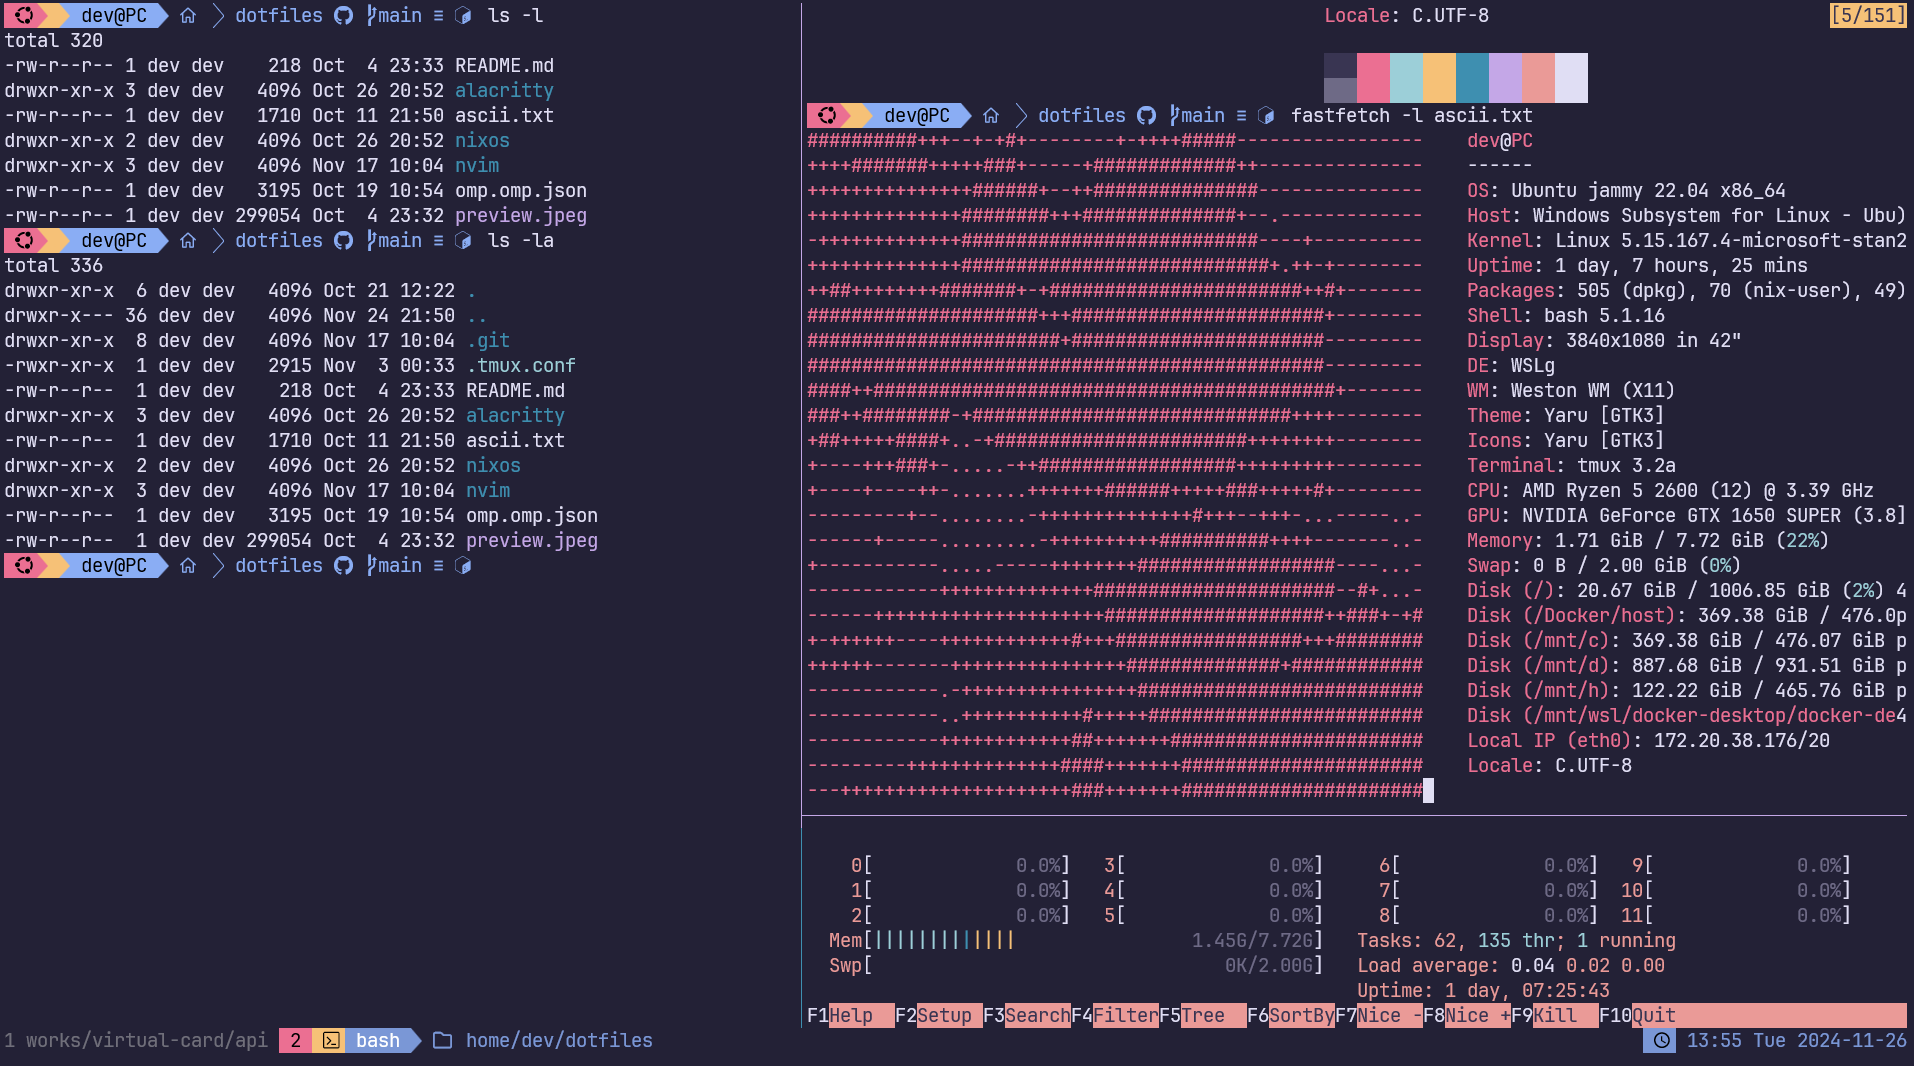 dev@PC dotfiles main ≡ ls -l
total 320
-rw-r--r-- 1 dev dev    218 Oct  4 23:33 README.md
drwxr-xr-x 3 dev dev   4096 Oct 26 20:52 alacritty
-rw-r--r-- 1 dev dev   1710 Oct 11 21:50 ascii.txt
drwxr-xr-x 2 dev dev   4096 Oct 26 20:52 nixos
drwxr-xr-x 3 dev dev   4096 Nov 17 10:04 nvim
-rw-r--r-- 1 dev dev   3195 Oct 19 10:54 omp.omp.json
-rw-r--r-- 1 dev dev 299054 Oct  4 23:32 preview.jpeg
dev@PC dotfiles main ≡ ls -la
total 336
drwxr-xr-x  6 dev dev   4096 Oct 21 12:22 .
drwxr-x--- 36 dev dev   4096 Nov 24 21:50 ..
drwxr-xr-x  8 dev dev   4096 Nov 17 10:04 .git
-rwxr-xr-x  1 dev dev   2915 Nov  3 00:33 .tmux.conf
-rw-r--r--  1 dev dev    218 Oct  4 23:33 README.md
drwxr-xr-x  3 dev dev   4096 Oct 26 20:52 alacritty
-rw-r--r--  1 dev dev   1710 Oct 11 21:50 ascii.txt
drwxr-xr-x  2 dev dev   4096 Oct 26 20:52 nixos
drwxr-xr-x  3 dev dev   4096 Nov 17 10:04 nvim
-rw-r--r--  1 dev dev   3195 Oct 19 10:54 omp.omp.json
-rw-r--r--  1 dev dev 299054 Oct  4 23:32 preview.jpeg
dev@PC dotfiles main ≡
Locale: C.UTF-8 [5/151]
dev@PC dotfiles main ≡ fastfetch -l ascii.txt
dev@PC
------
OS: Ubuntu jammy 22.04 x86_64
Host: Windows Subsystem for Linux - Ubu)
Kernel: Linux 5.15.167.4-microsoft-stan2
Uptime: 1 day, 7 hours, 25 mins
Packages: 505 (dpkg), 70 (nix-user), 49)
Shell: bash 5.1.16
Display: 3840x1080 in 42"
DE: WSLg
WM: Weston WM (X11)
Theme: Yaru [GTK3]
Icons: Yaru [GTK3]
Terminal: tmux 3.2a
CPU: AMD Ryzen 5 2600 (12) @ 3.39 GHz
GPU: NVIDIA GeForce GTX 1650 SUPER (3.8]
Memory: 1.71 GiB / 7.72 GiB (22%)
Swap: 0 B / 2.00 GiB (0%)
Disk (/): 20.67 GiB / 1006.85 GiB (2%) 4
Disk (/Docker/host): 369.38 GiB / 476.0p
Disk (/mnt/c): 369.38 GiB / 476.07 GiB p
Disk (/mnt/d): 887.68 GiB / 931.51 GiB p
Disk (/mnt/h): 122.22 GiB / 465.76 GiB p
Disk (/mnt/wsl/docker-desktop/docker-de4
Local IP (eth0): 172.20.38.176/20
Locale: C.UTF-8
0[ 0.0%] 3[ 0.0%] 6[ 0.0%] 9[ 0.0%]
1[ 0.0%] 4[ 0.0%] 7[ 0.0%] 10[ 0.0%]
2[ 0.0%] 5[ 0.0%] 8[ 0.0%] 11[ 0.0%]
Mem[||||||||||||| 1.45G/7.72G] Tasks: 62, 135 thr; 1 running
Swp[ 0K/2.00G] Load average: 0.04 0.02 0.00
Uptime: 1 day, 07:25:43
F1Help F2Setup F3SearchF4FilterF5Tree F6SortByF7Nice -F8Nice +F9Kill F10Quit
1 works/virtual-card/api 2 bash home/dev/dotfiles 13:55 Tue 2024-11-26